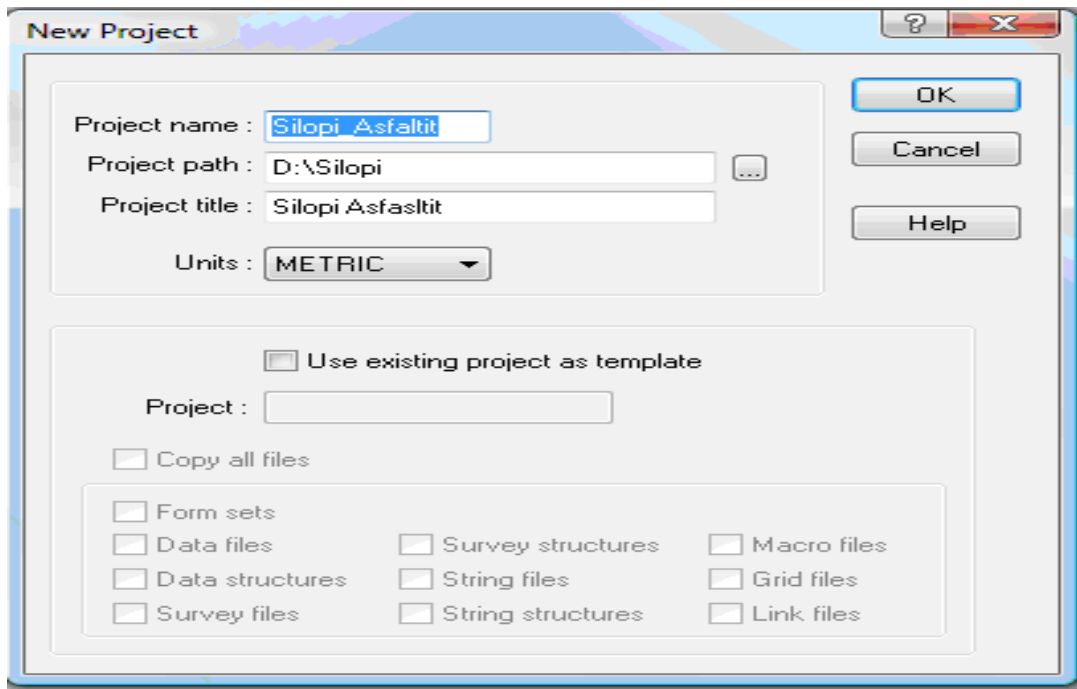 New Project
Project name : Silopi_Asfaltit
Project path : D:\Silopi ...
Project title : Silopi Asfasltit
Units : METRIC
OK
Cancel
Help
Use existing project as template
Project :
Copy all files
Form sets
Data files Survey structures Macro files
Data structures String files Grid files
Survey files String structures Link files